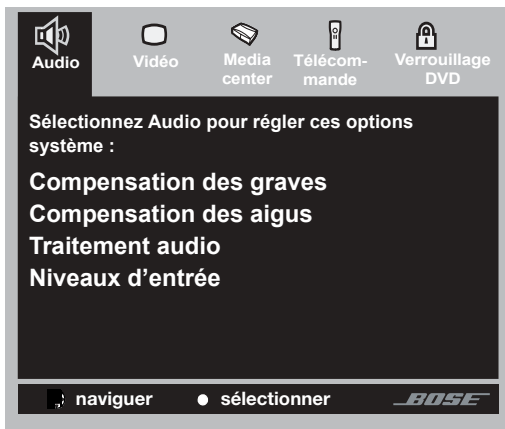 Audio
Vidéo
Media
center
Télécom-
mande
Verrouillage
DVD
Sélectionnez Audio pour régler ces options
système :
Compensation des graves
Compensation des aigus
Traitement audio
Niveaux d’entrée
naviguer
sélectionner
BOSE